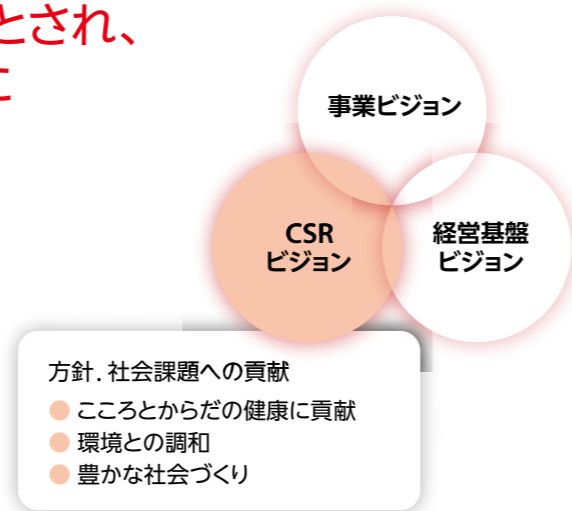 とされ、
に
事業ビジョン
CSR
ビジョン
経営基盤
ビジョン
方針. 社会課題への貢献
● こころとからだの健康に貢献
● 環境との調和
● 豊かな社会づくり